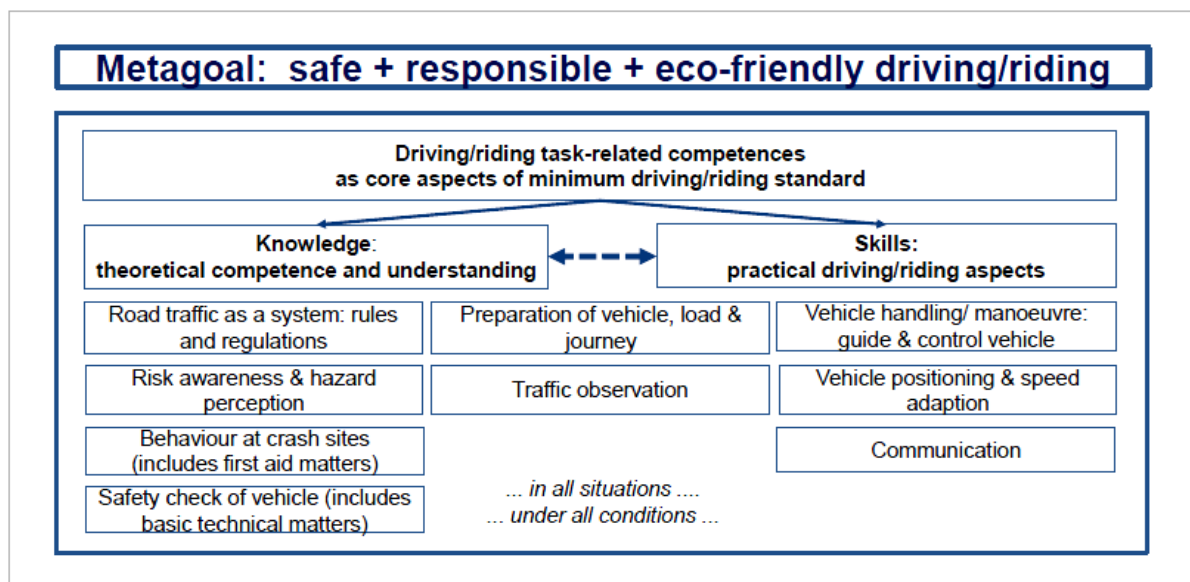 Metagoal:  safe + responsible + eco-friendly driving/riding
Driving/riding task-related competences
as core aspects of minimum driving/riding standard
Knowledge:
theoretical competence and understanding
Skills:
practical driving/riding aspects
Road traffic as a system: rules
and regulations
Preparation of vehicle, load &
journey
Vehicle handling/ manoeuvre:
guide & control vehicle
Risk awareness & hazard
perception
Traffic observation
Vehicle positioning & speed
adaption
Behaviour at crash sites
(includes first aid matters)
Communication
Safety check of vehicle (includes
basic technical matters)
... in all situations ....
... under all conditions ...